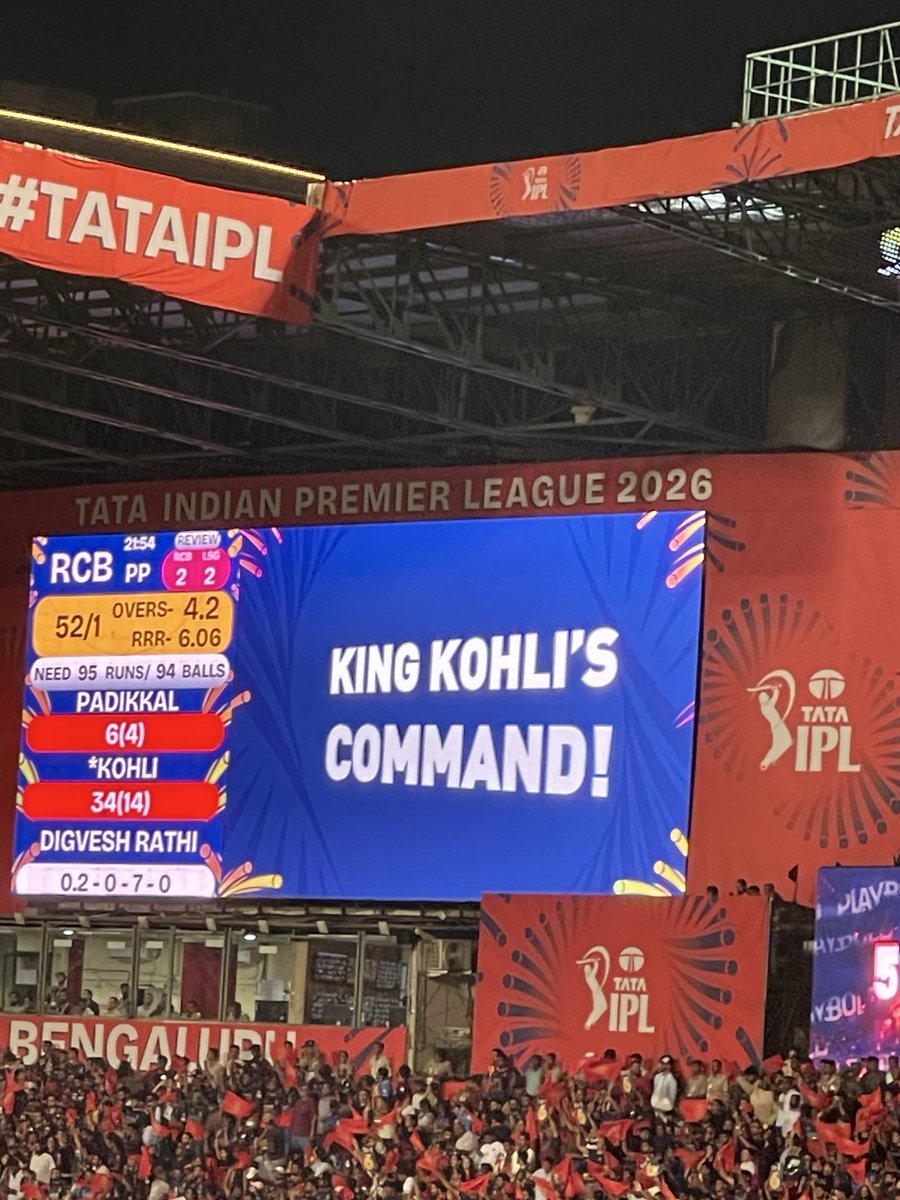 #TATAIPL
IPL
TATA INDIAN PREMIER LEAGUE 2026
RCB PP
21:54
REVIEW
RCB LSG
2 2
52/1
OVERS- 4.2
RRR- 6.06
NEED 95 RUNS/ 94 BALLS
PADIKKAL
6(4)
*KOHLI
34(14)
DIGVESH RATHI
0.2-0-7-0
KING KOHLI'S
COMMAND!
TATA
IPL
TATA
IPL
BENGALURU